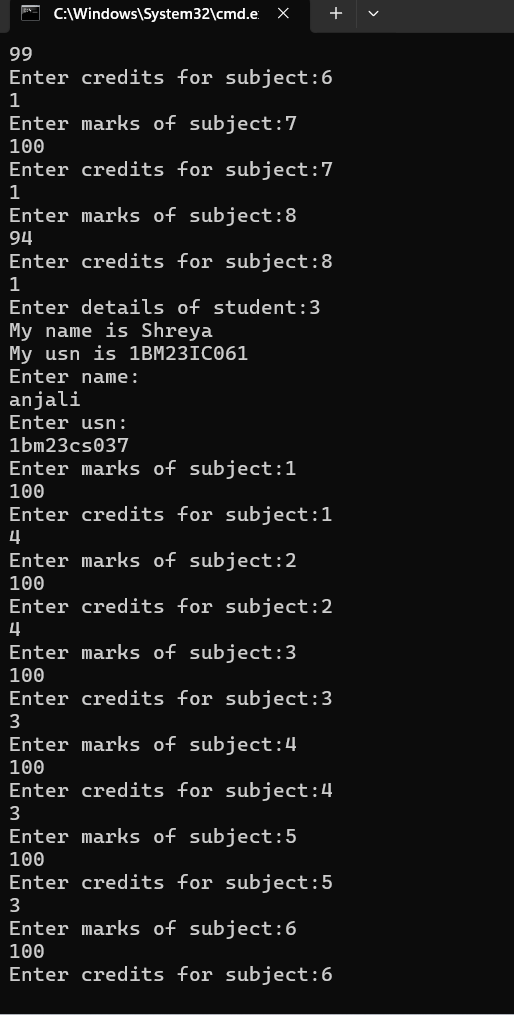 C:\Windows\System32\cmd.e
99
Enter credits for subject:6
1
Enter marks of subject:7
100
Enter credits for subject:7
1
Enter marks of subject:8
94
Enter credits for subject:8
1
Enter details of student:3
My name is Shreya
My usn is 1BM23IC061
Enter name:
anjali
Enter usn:
1bm23cs037
Enter marks of subject:1
100
Enter credits for subject:1
4
Enter marks of subject:2
100
Enter credits for subject:2
4
Enter marks of subject:3
100
Enter credits for subject:3
3
Enter marks of subject:4
100
Enter credits for subject:4
3
Enter marks of subject:5
100
Enter credits for subject:5
3
Enter marks of subject:6
100
Enter credits for subject:6